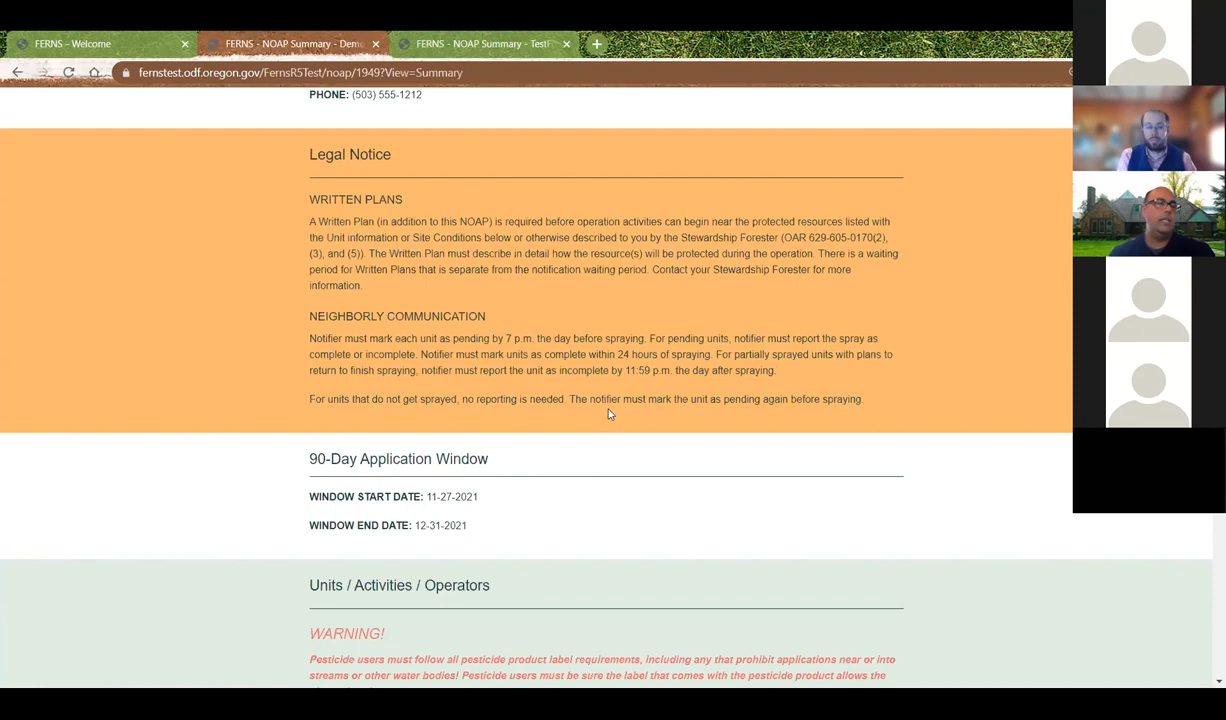 FERNS - Welcome
FERNS - NOAP Summary - Demo
FERNS - NOAP Summary - TestF
fernstest.odf.oregon.gov/FernsR5Test/noap/1949?View=Summary
PHONE: (503) 555-1212
Legal Notice
WRITTEN PLANS
A Written Plan (in addition to this NOAP) is required before operation activities can begin near the protected resources listed with
the Unit information or Site Conditions below or otherwise described to you by the Stewardship Forester (OAR 629-605-0170(2),
(3), and (5)). The Written Plan must describe in detail how the resource(s) will be protected during the operation. There is a waiting
period for Written Plans that is separate from the notification waiting period. Contact your Stewardship Forester for more
information.
NEIGHBORLY COMMUNICATION
Notifier must mark each unit as pending by 7 p.m. the day before spraying. For pending units, notifier must report the spray as
complete or incomplete. Notifier must mark units as complete within 24 hours of spraying. For partially sprayed units with plans to
return to finish spraying, notifier must report the unit as incomplete by 11:59 p.m. the day after spraying.
For units that do not get sprayed, no reporting is needed. The notifier must mark the unit as pending again before spraying.
90-Day Application Window
WINDOW START DATE: 11-27-2021
WINDOW END DATE: 12-31-2021
Units / Activities / Operators
WARNING!
Pesticide users must follow all pesticide product label requirements, including any that prohibit applications near or into
streams or other water bodies! Pesticide users must be sure the label that comes with the pesticide product allows the